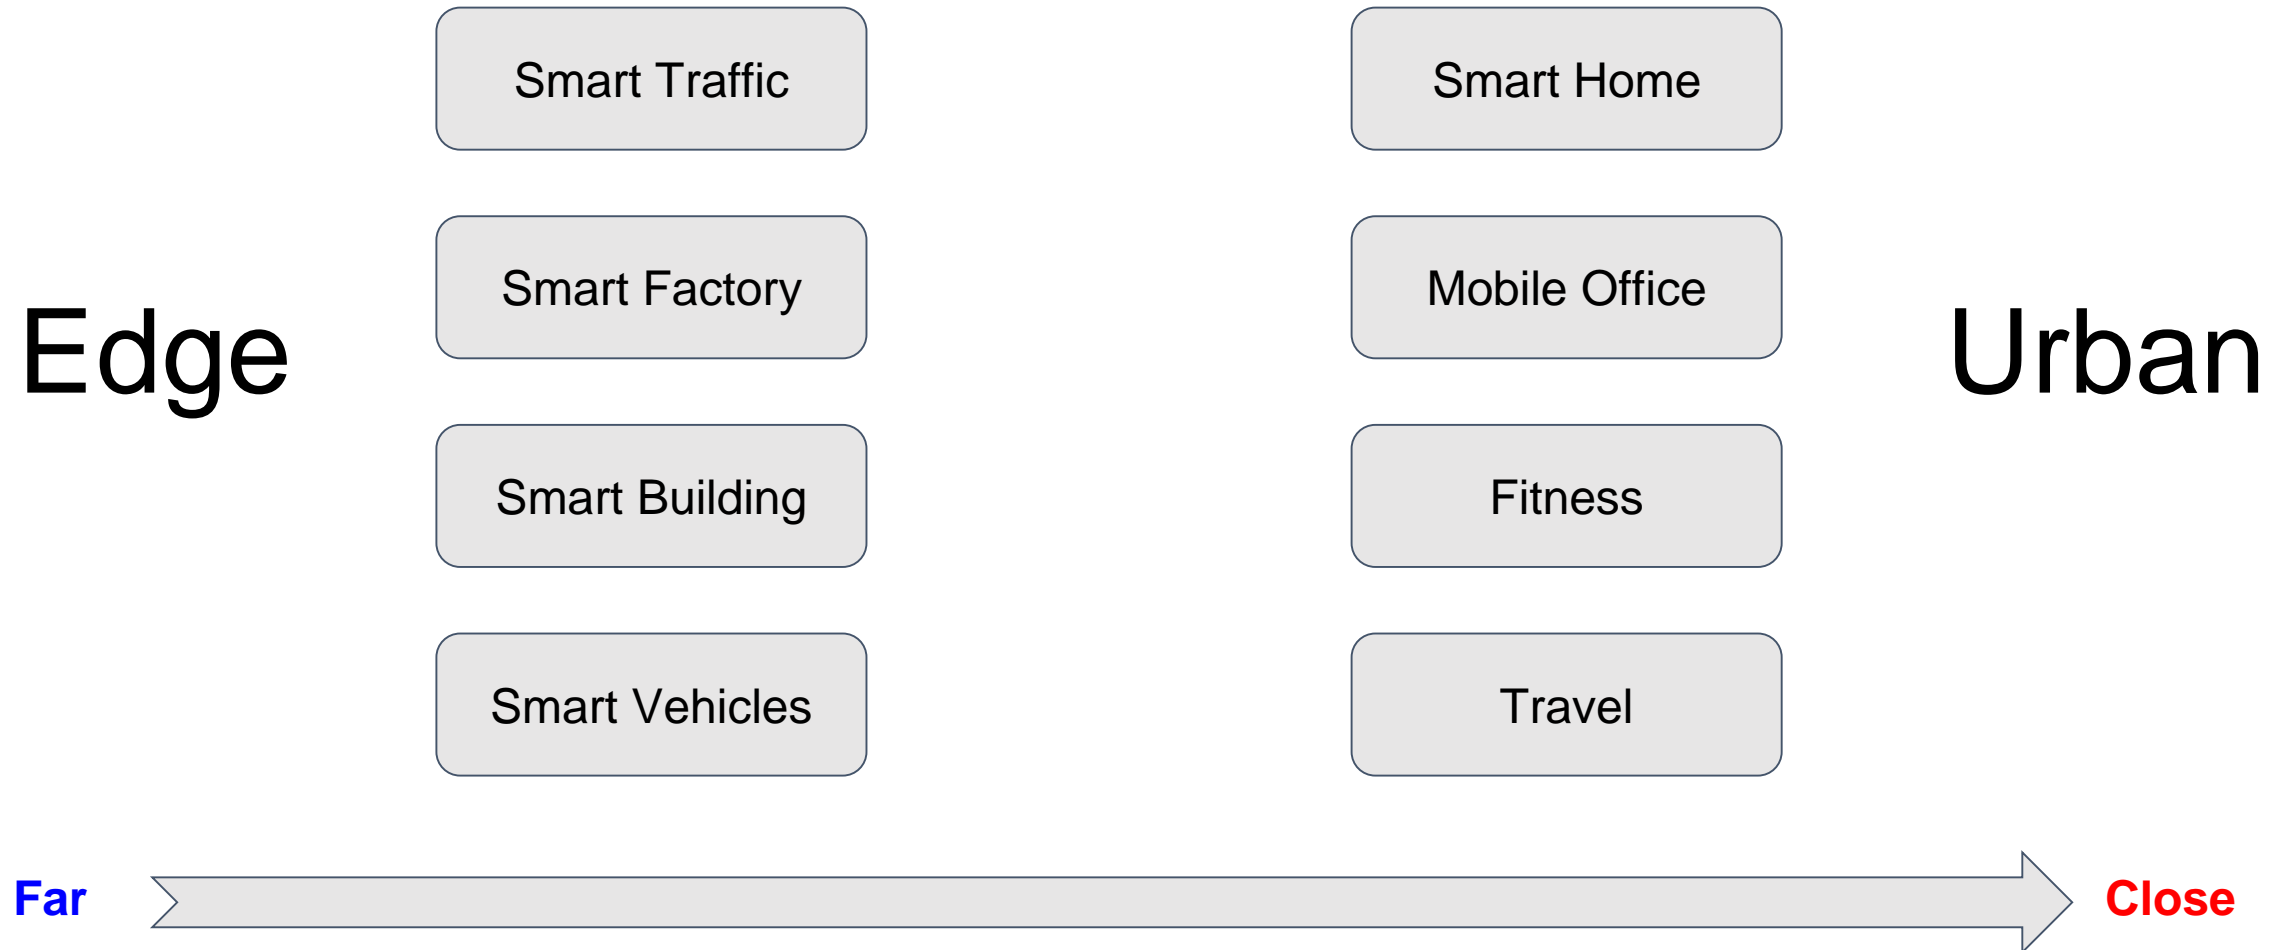 Edge
Smart Traffic
Smart Factory
Smart Building
Smart Vehicles
Smart Home
Mobile Office
Fitness
Travel
Urban
Far
Close